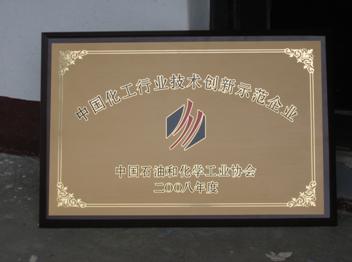 中国化工行业技术创新示范企业
中国石油和化学工业协会
二〇〇八年度